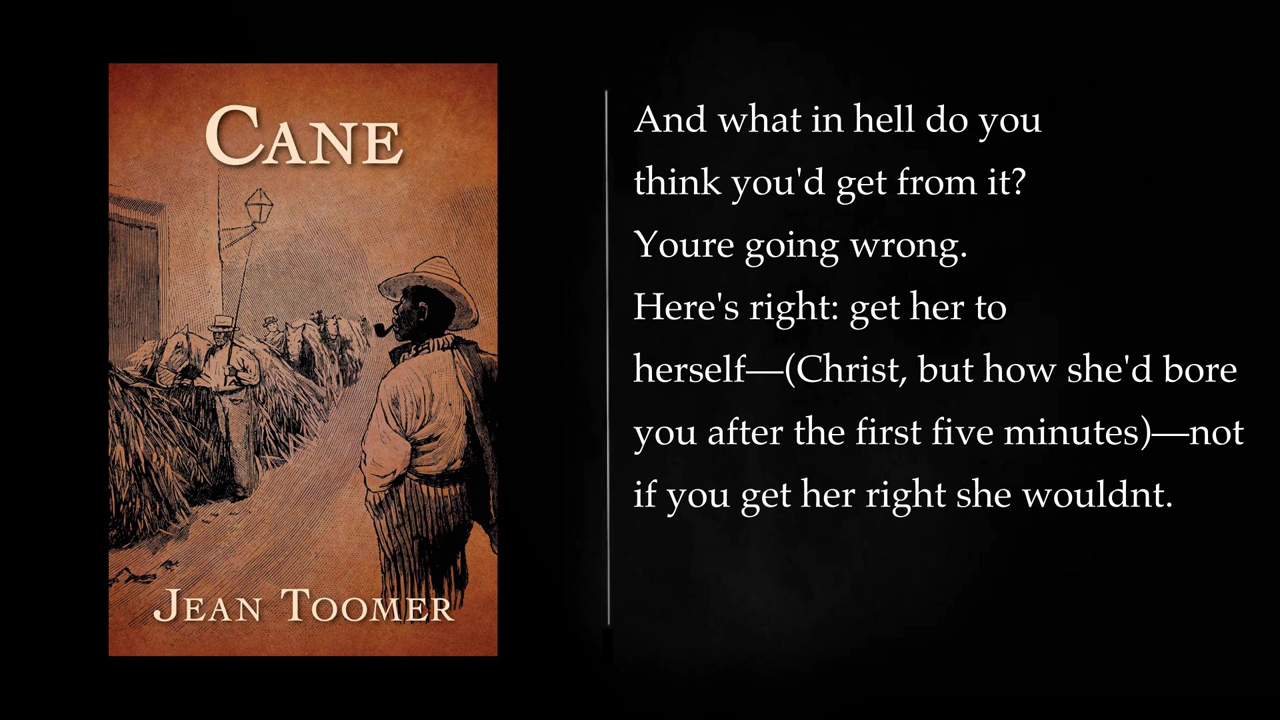 CANE
JEAN TOOMER
And what in hell do you
think you'd get from it?
Youre going wrong.
Here's right: get her to
herself—(Christ, but how she'd bore
you after the first five minutes)—not
if you get her right she wouldnt.